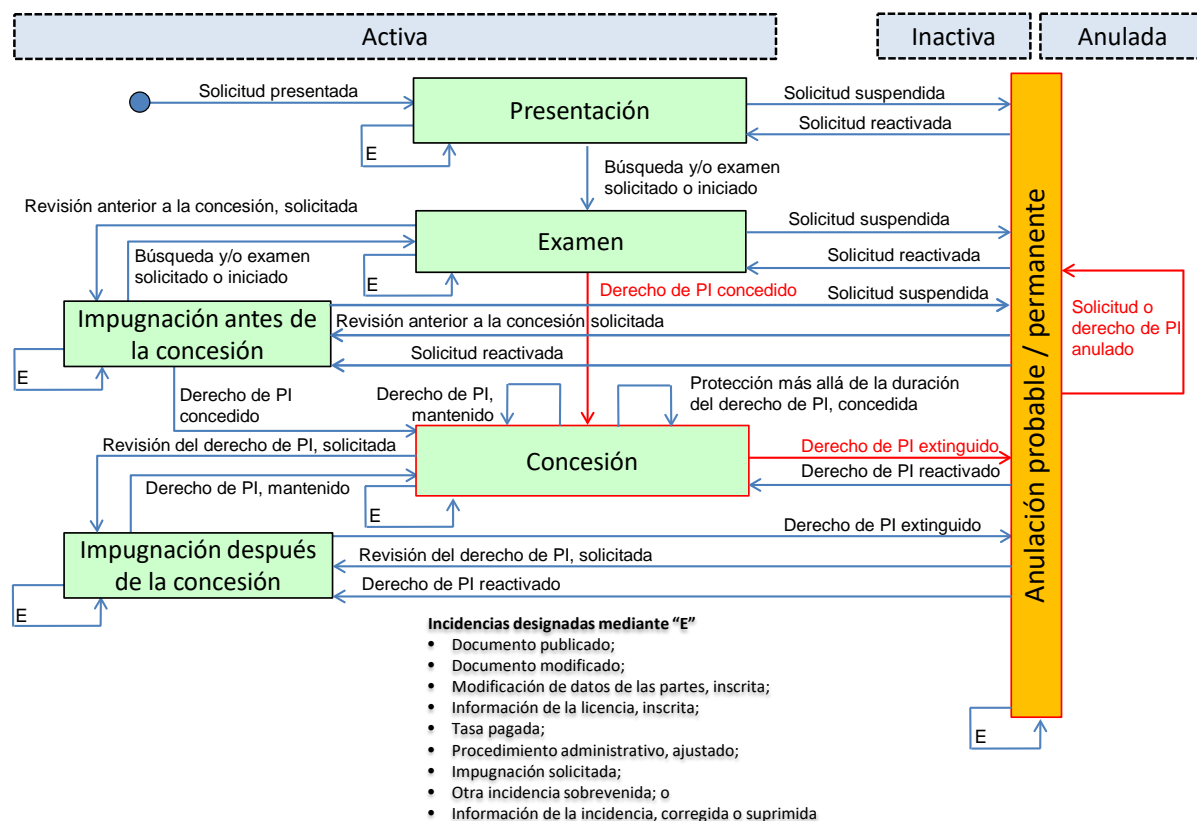 Activa
Inactiva
Anulada
Solicitud presentada
Presentación
Solicitud suspendida
Solicitud reactivada
E
Búsqueda y/o examen
solicitado o iniciado
Revisión anterior a la concesión, solicitada
Examen
Solicitud suspendida
Búsqueda y/o examen
solicitado o iniciado
Solicitud reactivada
E
Derecho de PI concedido
Solicitud suspendida
Impugnación antes de
la concesión
Revisión anterior a la concesión solicitada
Solicitud reactivada
E
Solicitud o
derecho de PI
anulado
Anulación probable / permanente
Derecho de PI
concedido
Derecho de PI,
mantenido
Protección más allá de la duración
del derecho de PI, concedida
Revisión del derecho de PI, solicitada
Concesión
Derecho de PI extinguido
Derecho de PI reactivado
Derecho de PI, mantenido
E
Derecho de PI extinguido
Impugnación después
de la concesión
Revisión del derecho de PI, solicitada
Derecho de PI reactivado
E
Incidencias designadas mediante “E”
• Documento publicado;
• Documento modificado;
• Modificación de datos de las partes, inscrita;
• Información de la licencia, inscrita;
• Tasa pagada;
• Procedimiento administrativo, ajustado;
• Impugnación solicitada;
• Otra incidencia sobrevenida; o
• Información de la incidencia, corregida o suprimida
E